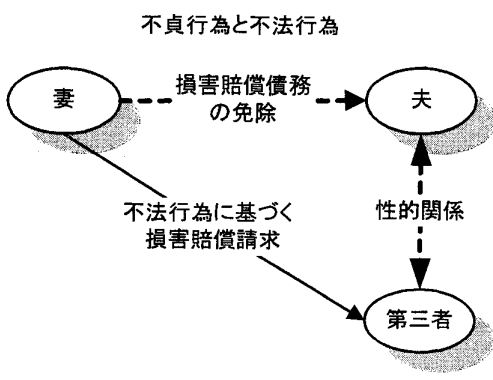 不貞行為と不法行為
妻
損害賠償債務
の免除
夫
不法行為に基づく
損害賠償請求
性的関係
第三者